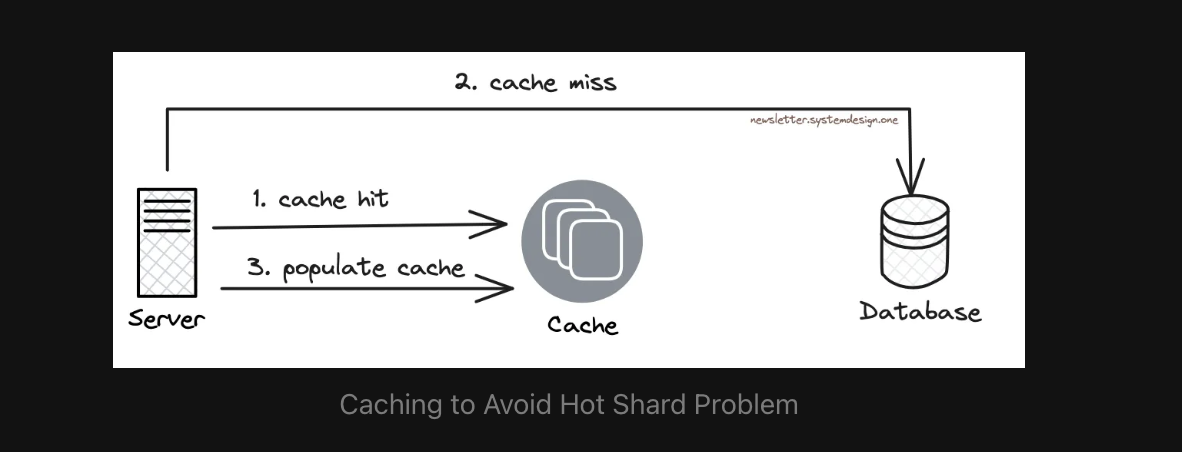 2. cache miss
newsletter.systemdesign.one
1. cache hit
3. populate cache
Server
Cache
Database
Caching to Avoid Hot Shard Problem